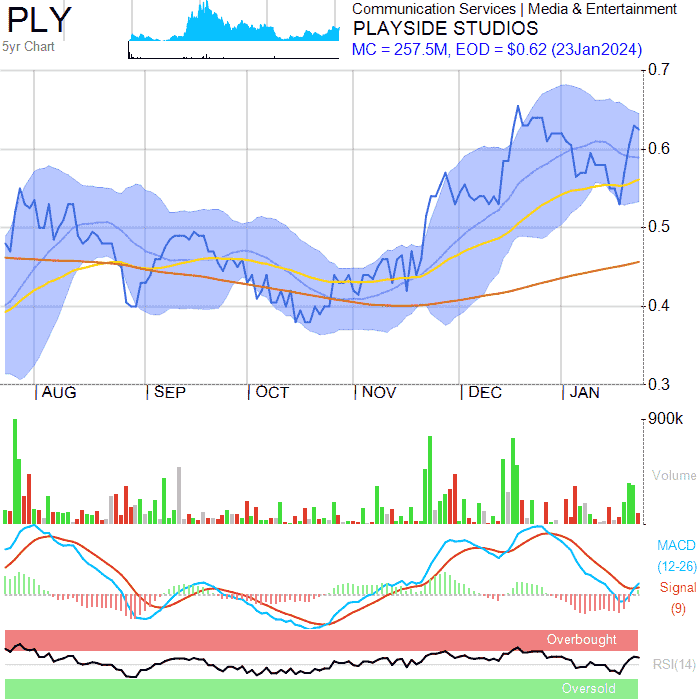 PLY
5yr Chart
Communication Services | Media & Entertainment
PLAYSIDE STUDIOS
MC = 257.5M, EOD = $0.62 (23Jan2024)
0.7
0.6
0.5
0.4
0.3
|AUG |SEP |OCT |NOV |DEC |JAN
900k
Volume
MACD
(12-26)
Signal
(9)
Overbought
RSI(14)
Oversold